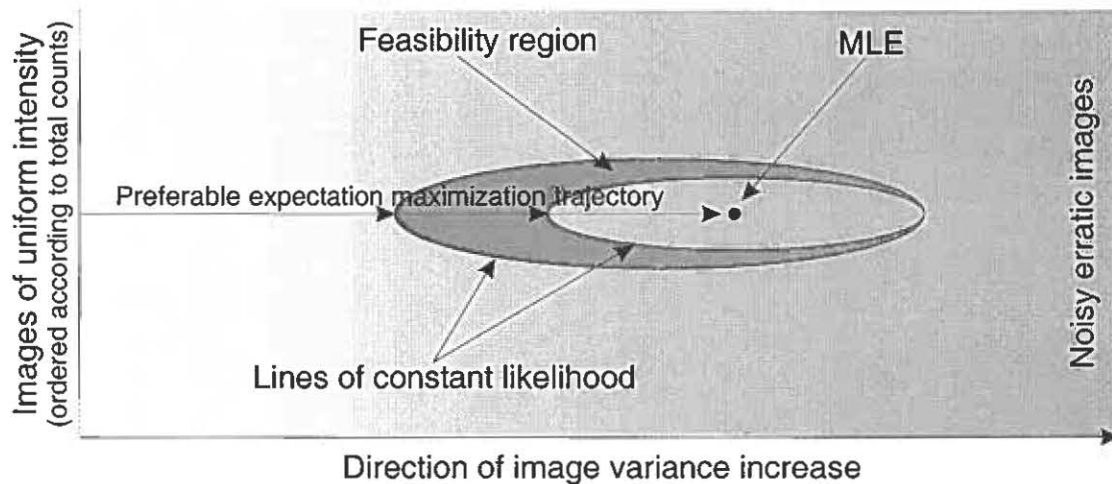 Feasibility region
MLE
Images of uniform intensity
(ordered acccording to total counts)
Preferable expectation maximization trajectory
Noisy erratic images
Lines of constant likelihood
Direction of image variance increase